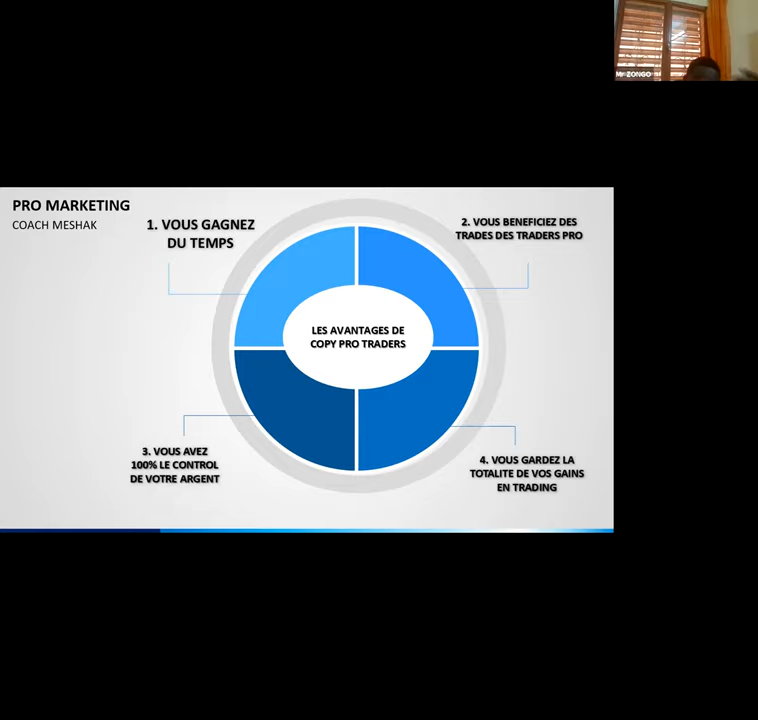 Mr ZONGO
PRO MARKETING
COACH MESHAK
1. VOUS GAGNEZ
DU TEMPS
2. VOUS BENEFICIEZ DES
TRADES DES TRADERS PRO
LES AVANTAGES DE
COPY PRO TRADERS
3. VOUS AVEZ
100% LE CONTROL
DE VOTRE ARGENT
4. VOUS GARDEZ LA
TOTALITE DE VOS GAINS
EN TRADING